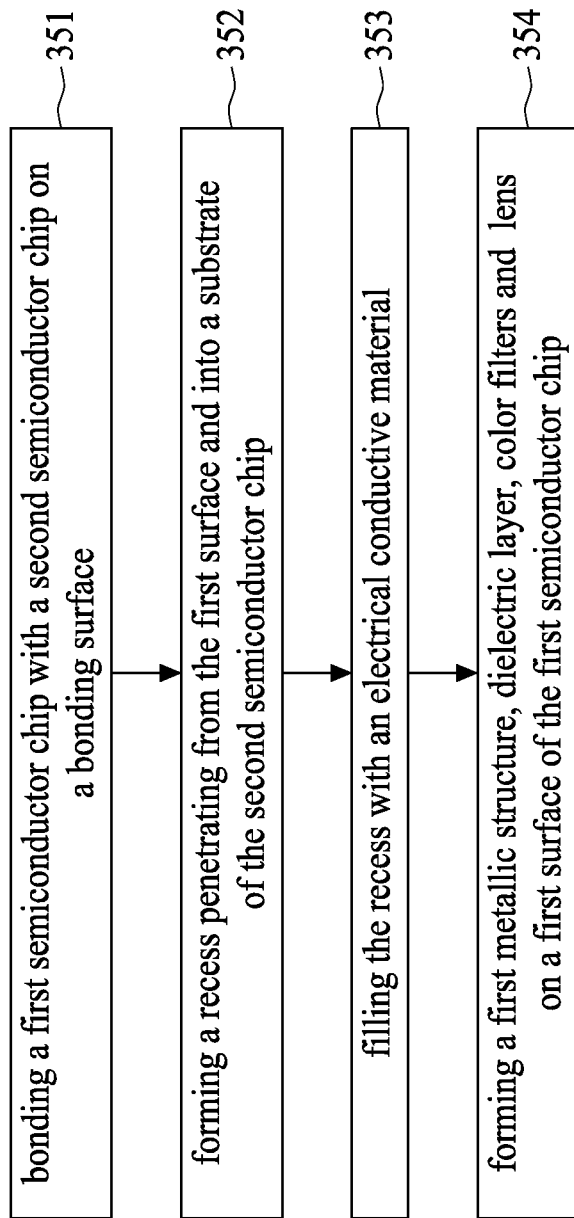 bonding a first semiconductor chip with a second semiconductor chip on
a bonding surface
351
forming a recess penetrating from the first surface and into a substrate
of the second semiconductor chip
352
filling the recess with an electrical conductive material
353
forming a first metallic structure, dielectric layer, color filters and lens
on a first surface of the first semiconductor chip
354